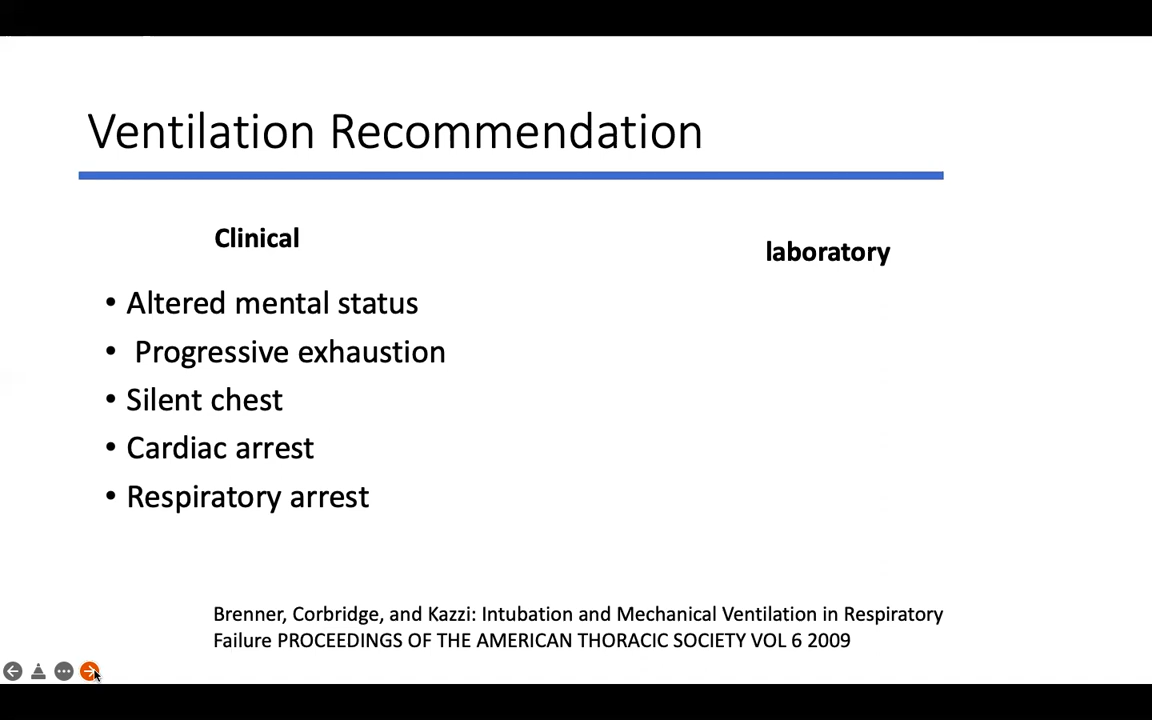 Ventilation Recommendation
Clinical
laboratory
• Altered mental status
• Progressive exhaustion
• Silent chest
• Cardiac arrest
• Respiratory arrest
Brenner, Corbridge, and Kazzi: Intubation and Mechanical Ventilation in Respiratory
Failure PROCEEDINGS OF THE AMERICAN THORACIC SOCIETY VOL 6 2009